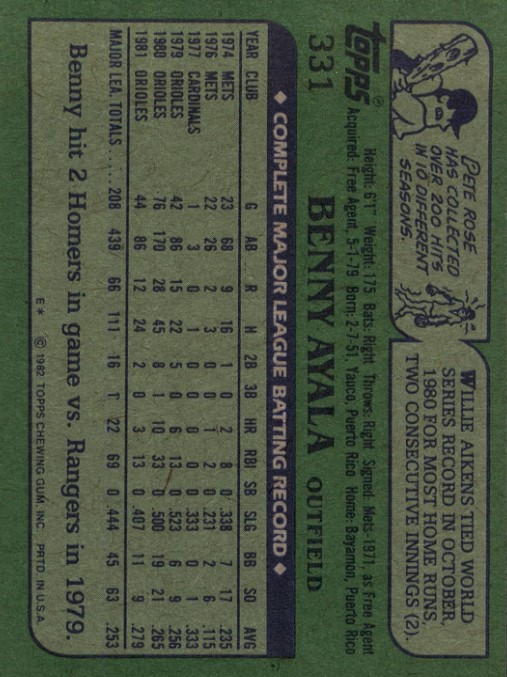 PETE ROSE
HAS COLLECTED
OVER 200 HITS
IN 10 DIFFERENT
SEASONS.
WILLIE AIKENS TIED WORLD
SERIES RECORD IN OCTOBER,
1980 FOR MOST HOME RUNS,
TWO CONSECUTIVE INNINGS (2).
TOPPS®
Height: 6'1" Weight: 175 Bats: Right Throws: Right Signed: Mets-1971, as Free Agent
Acquired: Free Agent, 5-1-79 Born: 2-7-51, Yauco, Puerto Rico Home: Bayamon, Puerto Rico
331 BENNY AYALA OUTFIELD
◆ COMPLETE MAJOR LEAGUE BATTING RECORD ◆
YEAR CLUB G AB R H 2B 3B HR RBI SB SLG BB SO AVG
1974 METS 23 68 9 16 1 0 2 8 0 .338 7 17 .235
1976 METS 22 26 2 3 0 0 1 2 0 .231 2 6 .115
1977 CARDINALS 1 3 0 1 0 0 0 0 0 .333 0 1 .333
1979 ORIOLES 42 86 15 22 5 0 6 13 0 .523 6 9 .256
1980 ORIOLES 76 170 28 45 8 1 10 33 0 .500 19 21 .265
1981 ORIOLES 44 86 12 24 2 0 3 13 0 .407 11 9 .279
MAJOR LEA. TOTALS ..... 208 439 66 111 16 1 22 69 0 .444 45 63 .253
Benny hit 2 Homers in game vs. Rangers in 1979.
E* © 1982 TOPPS CHEWING GUM, INC. PRTD. IN U.S.A.